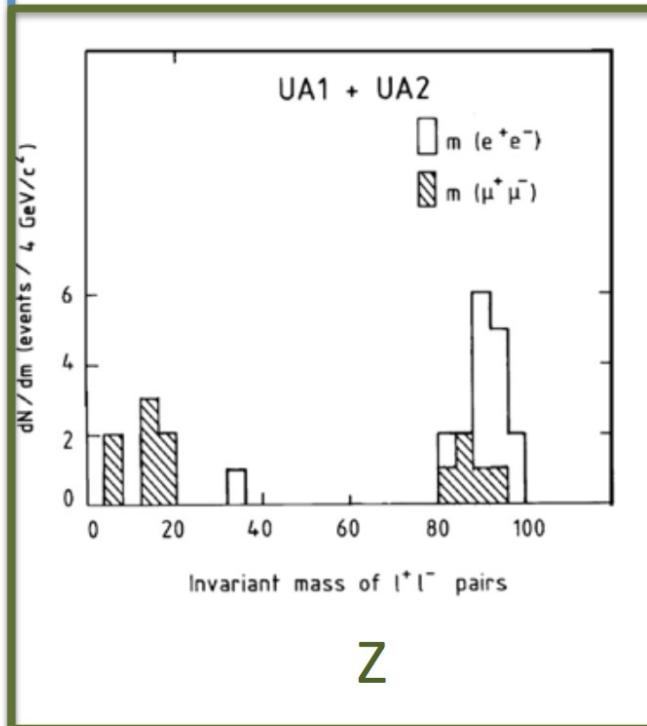 UA1 + UA2
m (e⁺e⁻)
m (μ⁺μ⁻)
dN/dm (events / 4 GeV/c²)
6
4
2
0
0 20 40 60 80 100
Invariant mass of l⁺l⁻ pairs
Z